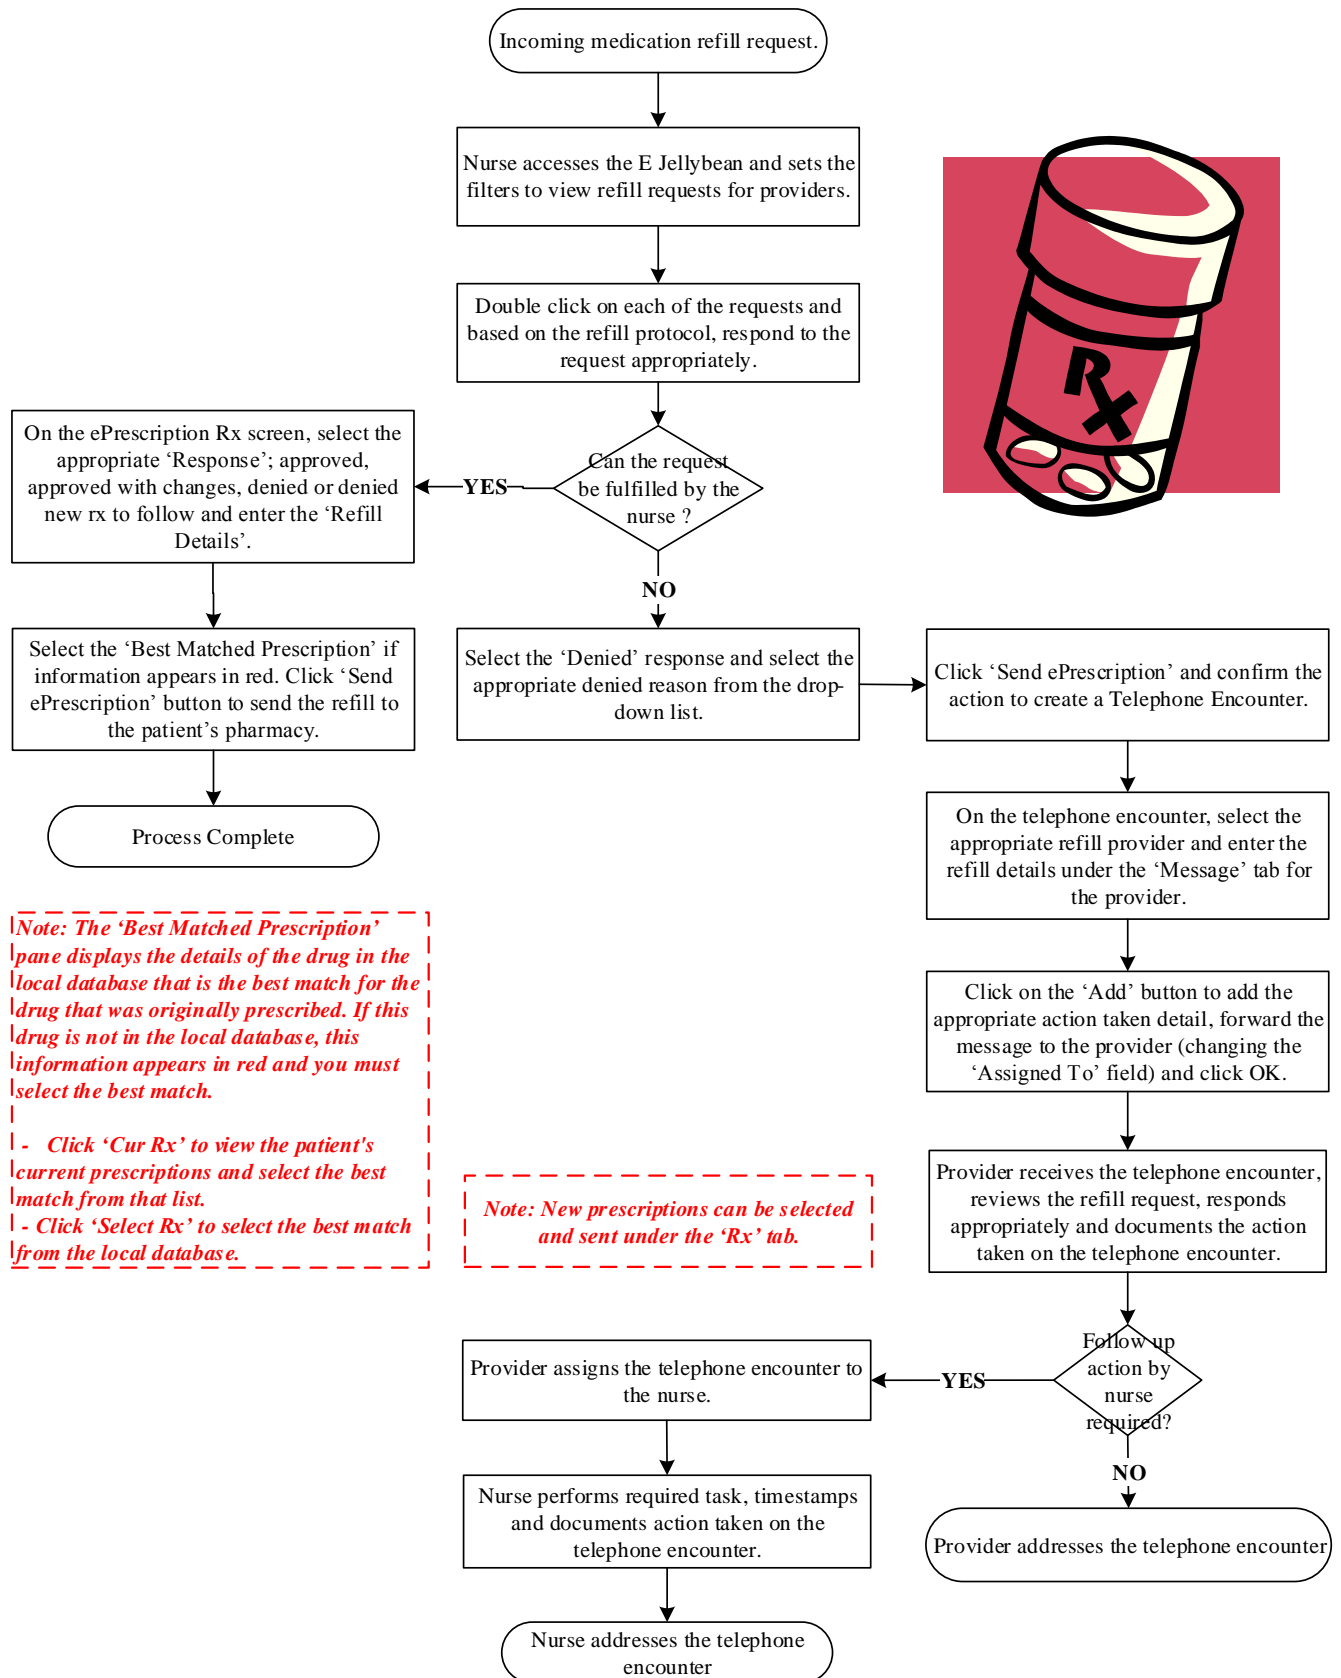 Incoming medication refill request.
Nurse accesses the E Jellybean and sets the
filters to view refill requests for providers.
Double click on each of the requests and
based on the refill protocol, respond to the
request appropriately.
Can the request
be fulfilled by the
nurse ?
YES
On the ePrescription Rx screen, select the
appropriate ‘Response’; approved,
approved with changes, denied or denied
new rx to follow and enter the ‘Refill
Details’.
Select the ‘Best Matched Prescription’ if
information appears in red. Click ‘Send
ePrescription’ button to send the refill to
the patient’s pharmacy.
Process Complete
Note: The ‘Best Matched Prescription’
pane displays the details of the drug in the
local database that is the best match for the
drug that was originally prescribed. If this
drug is not in the local database, this
information appears in red and you must
select the best match.
- Click ‘Cur Rx’ to view the patient's
current prescriptions and select the best
match from that list.
- Click ‘Select Rx’ to select the best match
from the local database.
NO
Select the ‘Denied’ response and select the
appropriate denied reason from the drop-
down list.
Click ‘Send ePrescription’ and confirm the
action to create a Telephone Encounter.
On the telephone encounter, select the
appropriate refill provider and enter the
refill details under the ‘Message’ tab for
the provider.
Click on the ‘Add’ button to add the
appropriate action taken detail, forward the
message to the provider (changing the
‘Assigned To’ field) and click OK.
Provider receives the telephone encounter,
reviews the refill request, responds
appropriately and documents the action
taken on the telephone encounter.
Note: New prescriptions can be selected
and sent under the ‘Rx’ tab.
Follow up
action by
nurse
required?
YES
Provider assigns the telephone encounter to
the nurse.
Nurse performs required task, timestamps
and documents action taken on the
telephone encounter.
Nurse addresses the telephone
encounter
NO
Provider addresses the telephone encounter
Rx